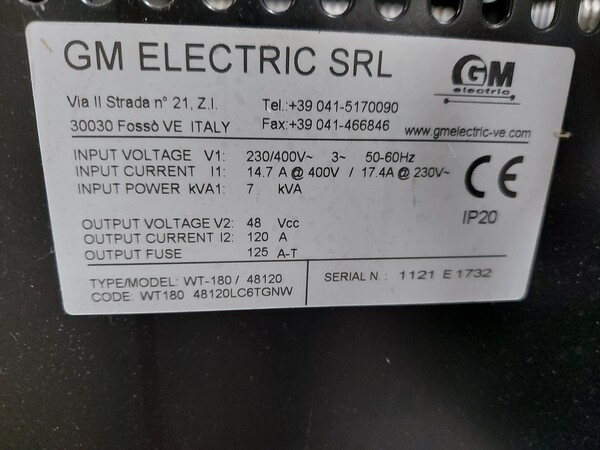 GM ELECTRIC SRL
GM
electric
Via II Strada n° 21, Z.I. Tel.:+39 041-5170090
30030 Fossò VE ITALY Fax:+39 041-466846 www.gmelectric-ve.com
INPUT VOLTAGE V1: 230/400V~ 3~ 50-60Hz
INPUT CURRENT I1: 14.7 A @ 400V / 17.4A @ 230V~
INPUT POWER kVA1: 7 kVA
CE
IP20
OUTPUT VOLTAGE V2: 48 Vcc
OUTPUT CURRENT I2: 120 A
OUTPUT FUSE 125 A-T
TYPE/MODEL: WT-180 / 48120 SERIAL N.: 1121 E 1732
CODE: WT180 48120LC6TGNW